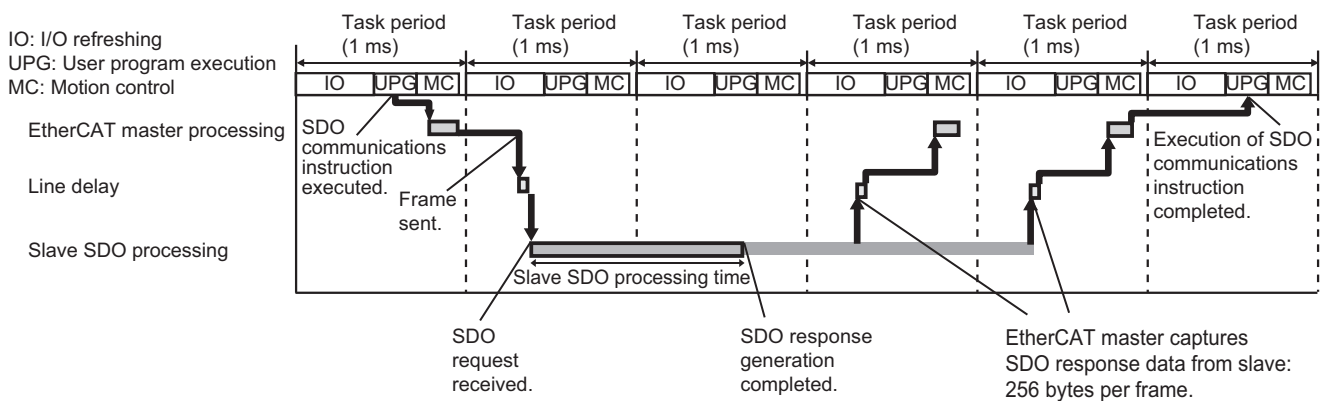 IO: I/O refreshing
UPG: User program execution
MC: Motion control
Task period
(1 ms)
Task period
(1 ms)
Task period
(1 ms)
Task period
(1 ms)
Task period
(1 ms)
Task period
(1 ms)
IO UPG MC IO UPG MC IO UPG MC IO UPG MC IO UPG MC IO UPG MC
EtherCAT master processing
SDO
communications
instruction
executed.
Frame
sent.
Execution of SDO
communications
instruction
completed.
Line delay
Slave SDO processing
Slave SDO processing time
SDO
request
received.
SDO response
generation
completed.
EtherCAT master captures
SDO response data from slave:
256 bytes per frame.